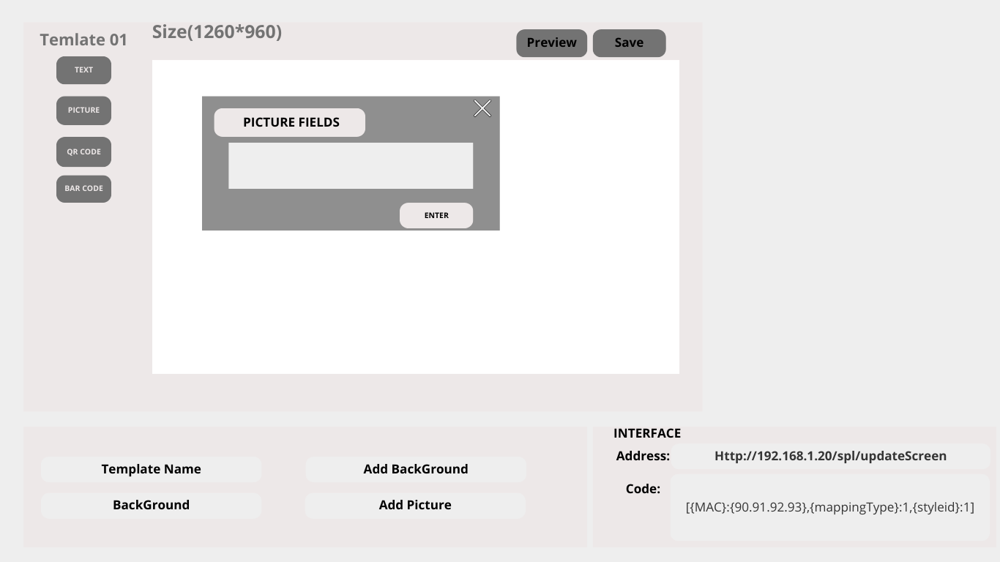 Temlate 01
Size(1260*960)
Preview
Save
TEXT
PICTURE
QR CODE
BAR CODE
PICTURE FIELDS
ENTER
Template Name
Add BackGround
BackGround
Add Picture
INTERFACE
Address:
Http://192.168.1.20/spl/updateScreen
Code:
[{MAC}:{90.91.92.93},{mappingType}:1,{styleid}:1]